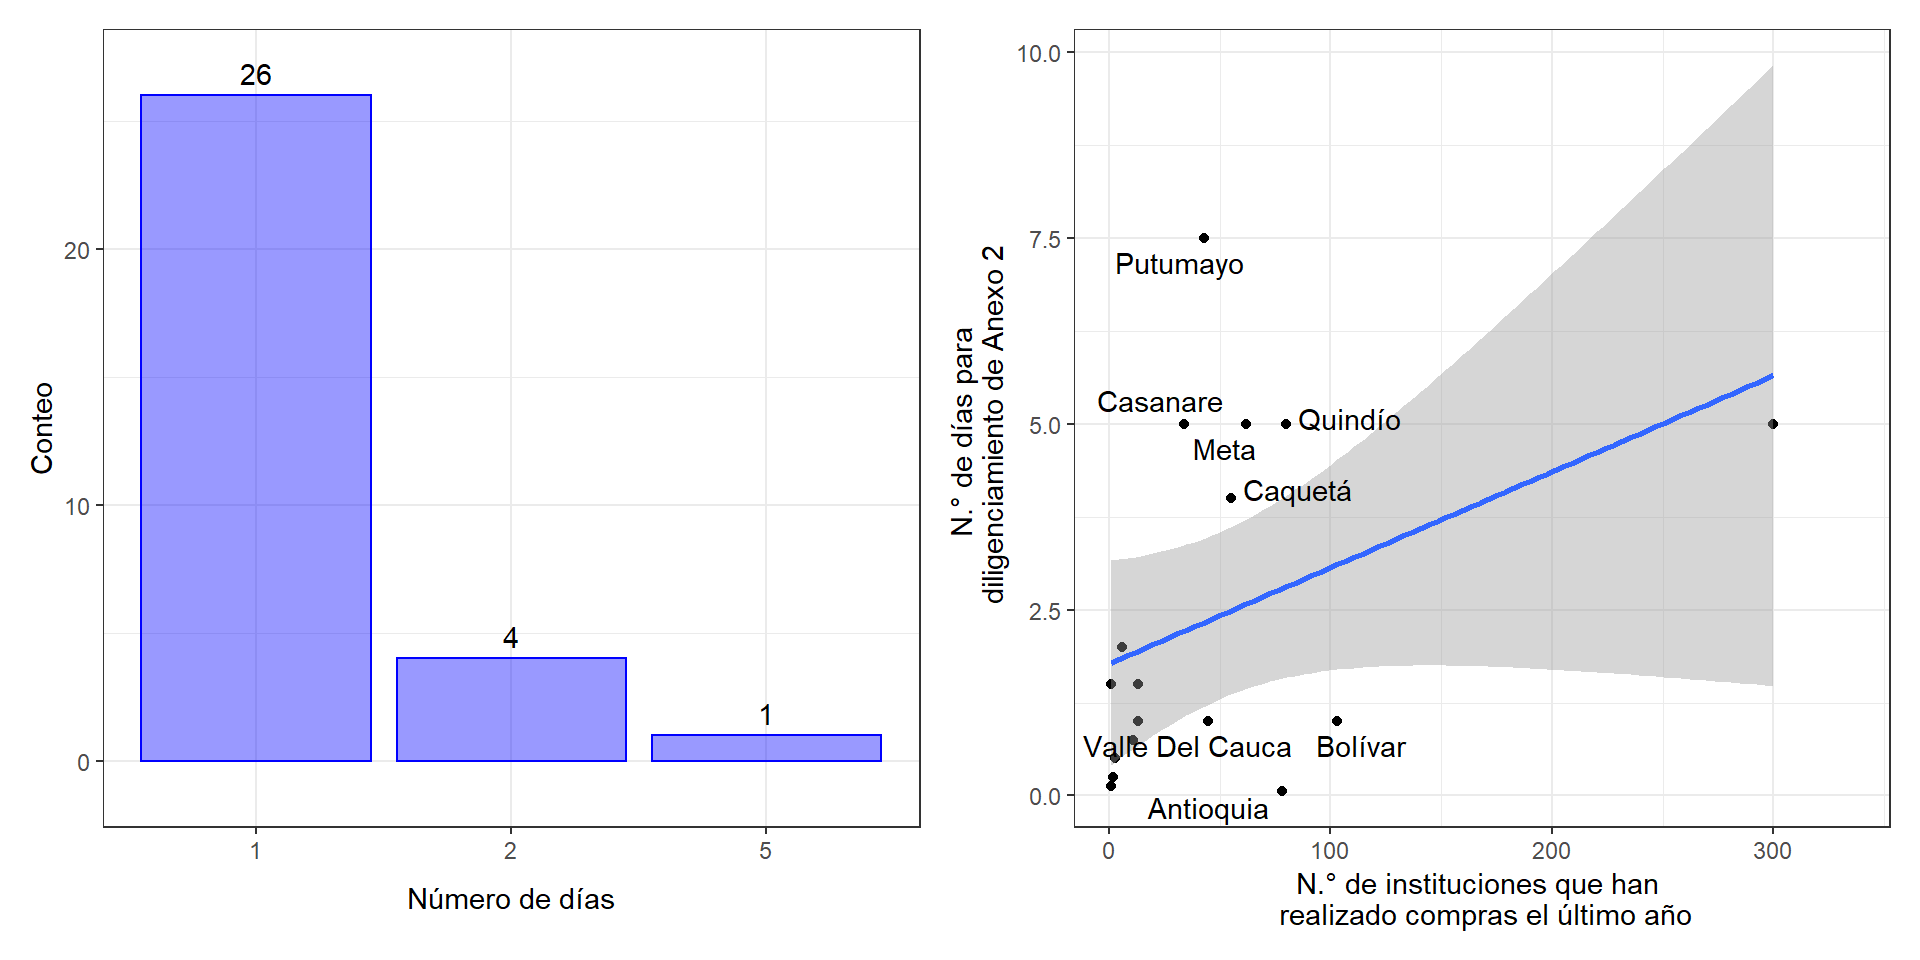 26
4
1
20
10
0
Conteo
1
2
5
Número de días
10.0
7.5
5.0
2.5
0.0
N.° de días para
diligenciamiento de Anexo 2
Putumayo
Casanare
Quindío
Meta
Caquetá
Valle Del Cauca
Bolívar
Antioquia
0
100
200
300
N.° de instituciones que han
realizado compras el último año